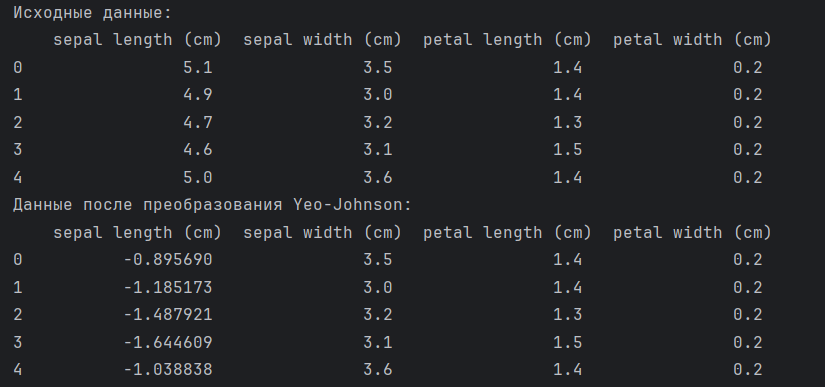 Исходные данные:
sepal length (cm) sepal width (cm) petal length (cm) petal width (cm)
0 5.1 3.5 1.4 0.2
1 4.9 3.0 1.4 0.2
2 4.7 3.2 1.3 0.2
3 4.6 3.1 1.5 0.2
4 5.0 3.6 1.4 0.2
Данные после преобразования Yeo-Johnson:
sepal length (cm) sepal width (cm) petal length (cm) petal width (cm)
0 -0.895690 3.5 1.4 0.2
1 -1.185173 3.0 1.4 0.2
2 -1.487921 3.2 1.3 0.2
3 -1.644609 3.1 1.5 0.2
4 -1.038838 3.6 1.4 0.2